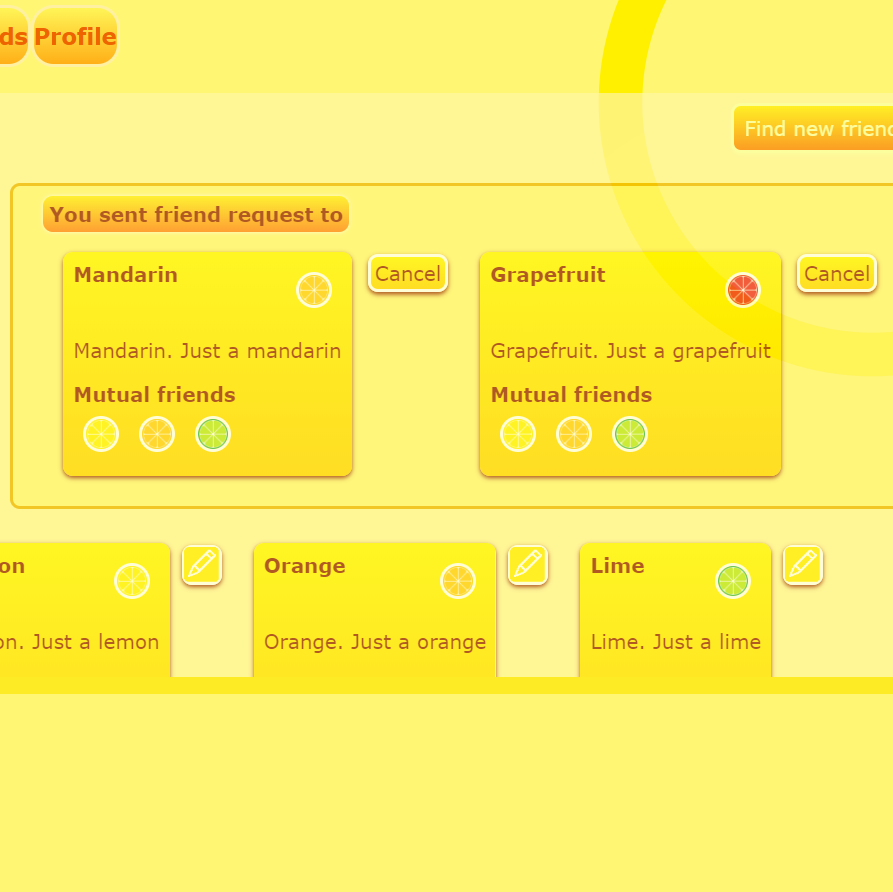 ds Profile
Find new frien
You sent friend request to
Mandarin
Cancel
Grapefruit
Cancel
Mandarin. Just a mandarin
Grapefruit. Just a grapefruit
Mutual friends
Mutual friends
on
Orange
Lime
on. Just a lemon
Orange. Just a orange
Lime. Just a lime